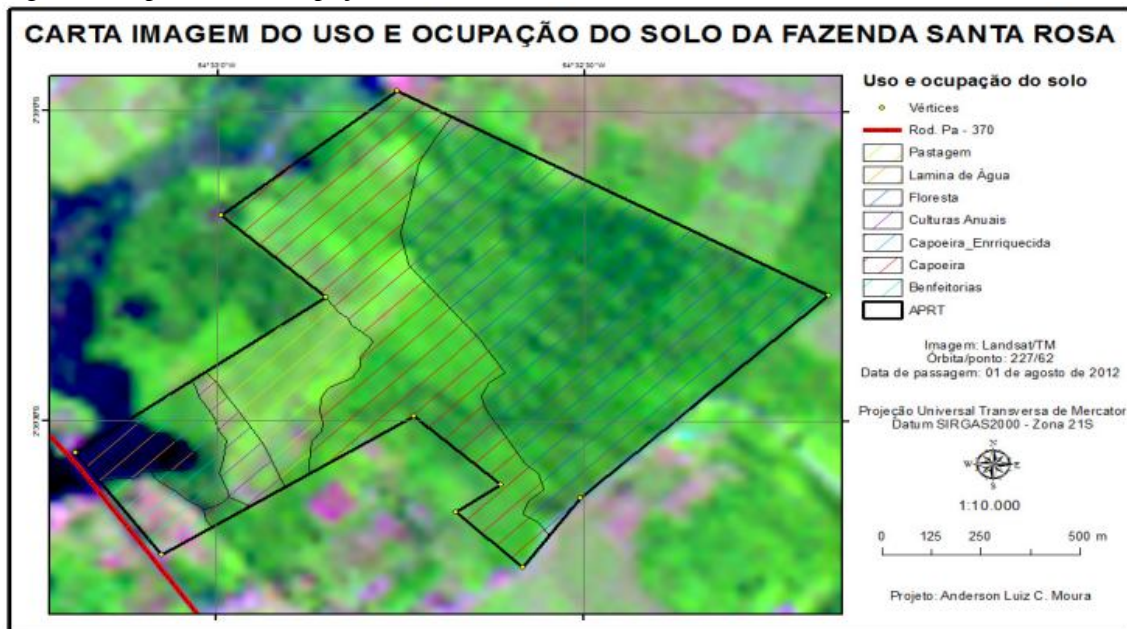 CARTA IMAGEM DO USO E OCUPAÇÃO DO SOLO DA FAZENDA SANTA ROSA
Uso e ocupação do solo
Vértices
Rod. Pa - 370
Pastagem
Lamina de Água
Floresta
Culturas Anuais
Capoeira_Enrriquecida
Capoeira
Benfeitorias
APRT
Imagem: Landsat/TM
Órbita/ponto: 227/62
Data de passagem: 01 de agosto de 2012
Projeção Universal Transversa de Mercator
Datum SIRGAS2000 - Zona 21S
N
W E
S
1:10.000
0 125 250 500 m
Projeto: Anderson Luiz C. Moura